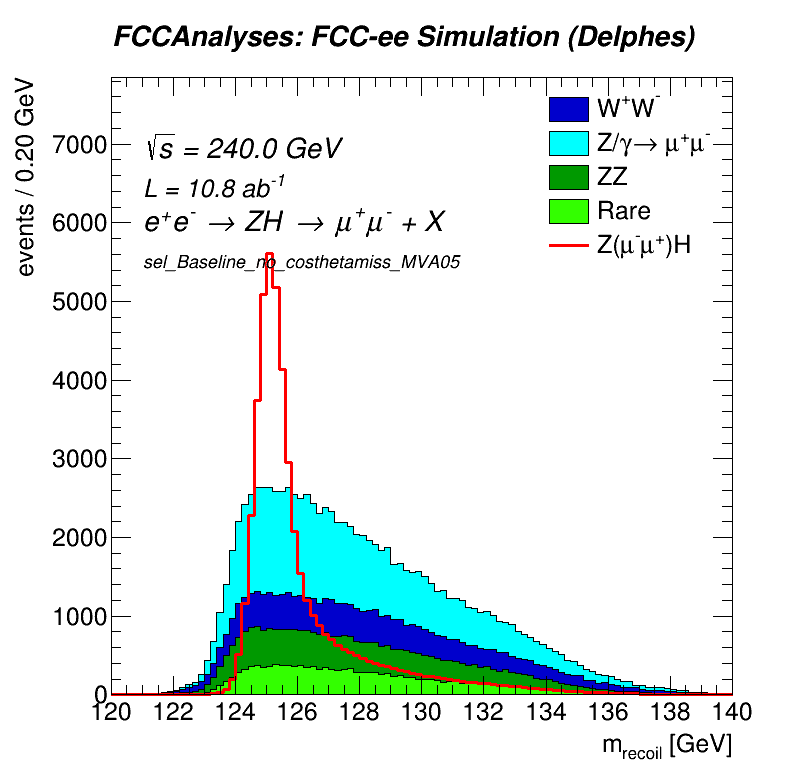 FCCAnalyses: FCC-ee Simulation (Delphes)
events / 0.20 GeV
√s = 240.0 GeV
L = 10.8 ab⁻¹
e⁺e⁻ → ZH → μ⁺μ⁻ + X
sel_Baseline_no_costhetamiss_MVA05
W⁺W⁻
Z/γ→ μ⁺μ⁻
ZZ
Rare
Z(μ⁻μ⁺)H
7000
6000
5000
4000
3000
2000
1000
0
120 122 124 126 128 130 132 134 136 138 140
m_recoil [GeV]